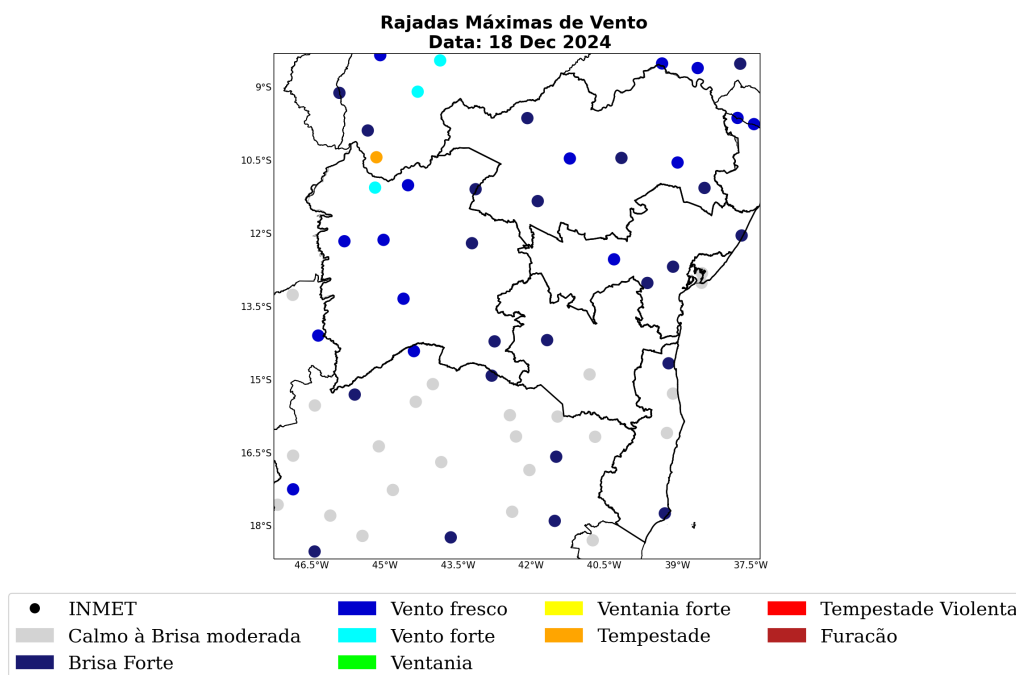 Rajadas Máximas de Vento
Data: 18 Dec 2024
9°S
10.5°S
12°S
13.5°S
15°S
16.5°S
18°S
46.5°W 45°W 43.5°W 42°W 40.5°W 39°W 37.5°W
INMET
Calmo à Brisa moderada
Brisa Forte
Vento fresco
Vento forte
Ventania
Ventania forte
Tempestade
Tempestade Violenta
Furacão